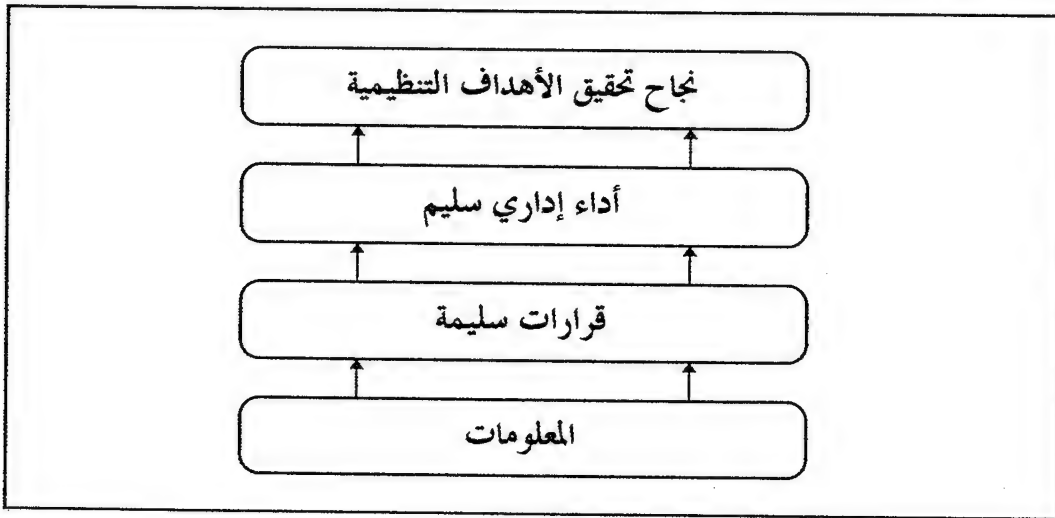 نجاح تحقيق الأهداف التنظيمية
أداء إداري سليم
قرارات سليمة
المعلومات